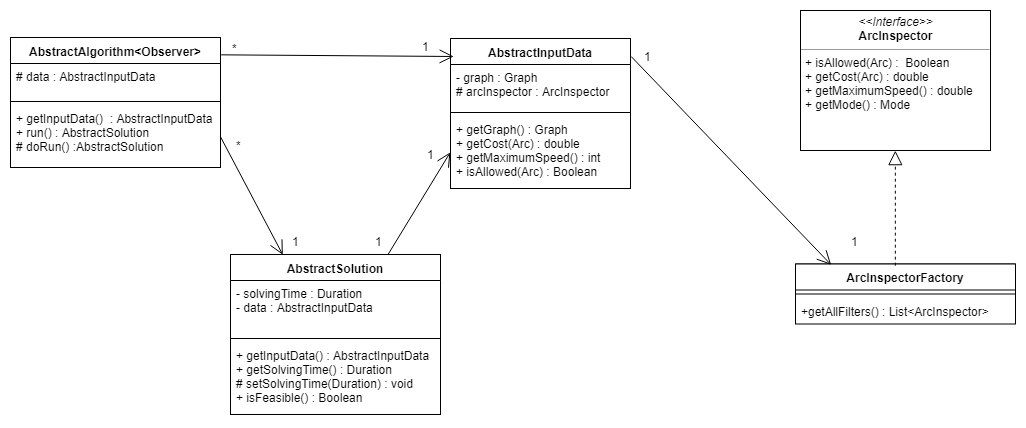 AbstractAlgorithm<Observer>
# data : AbstractInputData
+ getInputData()  : AbstractInputData
+ run() : AbstractSolution
# doRun() :AbstractSolution
*
1
AbstractInputData
- graph : Graph
# arcInspector : ArcInspector
+ getGraph() : Graph
+ getCost(Arc) : double
+ getMaximumSpeed() : int
+ isAllowed(Arc) : Boolean
1
<<Interface>>
ArcInspector
+ isAllowed(Arc) :  Boolean
+ getCost(Arc) : double
+ getMaximumSpeed() : double
+ getMode() : Mode
*
1
1
1
1
AbstractSolution
- solvingTime : Duration
- data : AbstractInputData
+ getInputData() : AbstractInputData
+ getSolvingTime() : Duration
# setSolvingTime(Duration) : void
+ isFeasible() : Boolean
ArcInspectorFactory
+getAllFilters() : List<ArcInspector>